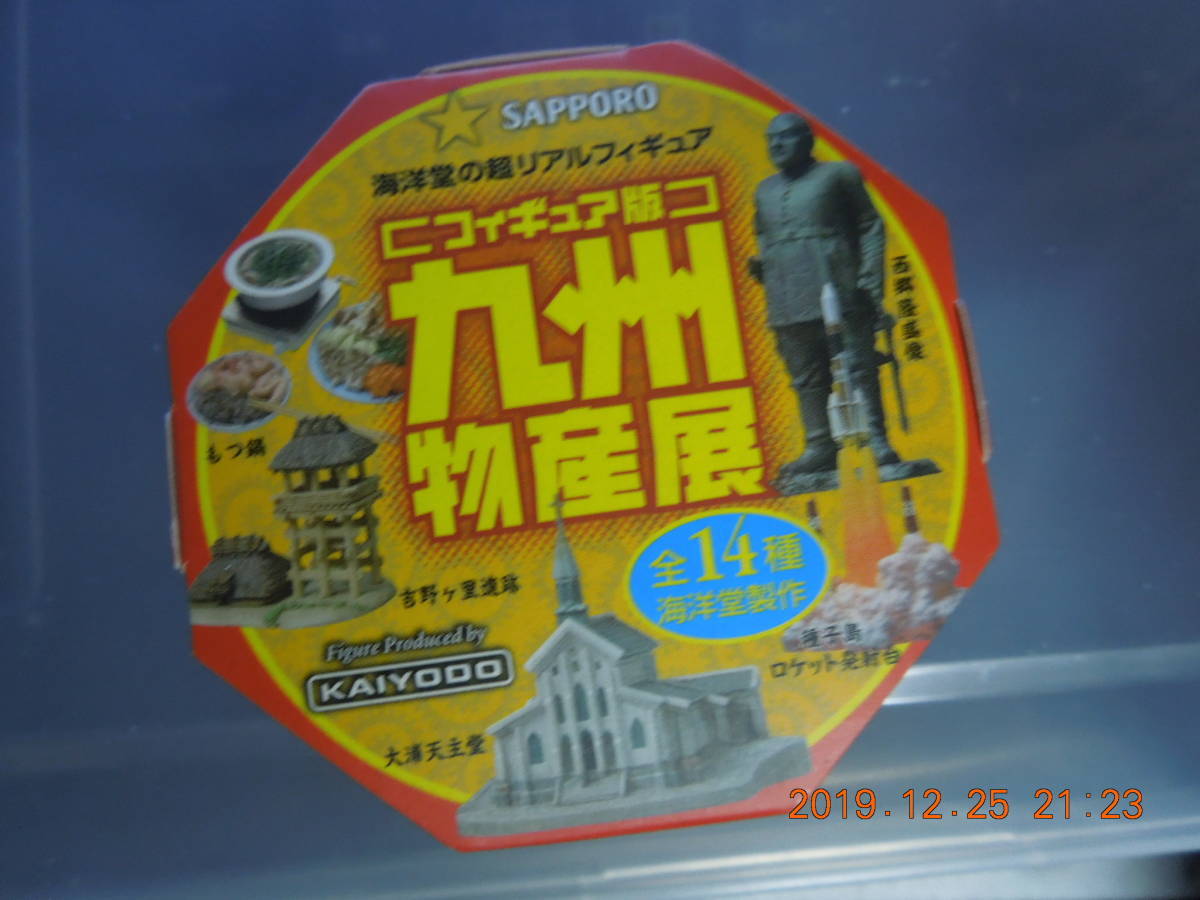 SAPPORO
海洋堂の超リアルフィギュア
フィギュア版
九州
物産展
西郷隆盛像
もつ鍋
吉野ヶ里遺跡
全14種
海洋堂製作
種子島
ロケット発射台
Figure Produced by
KAIYODO
大浦天主堂
2019.12.25 21:23